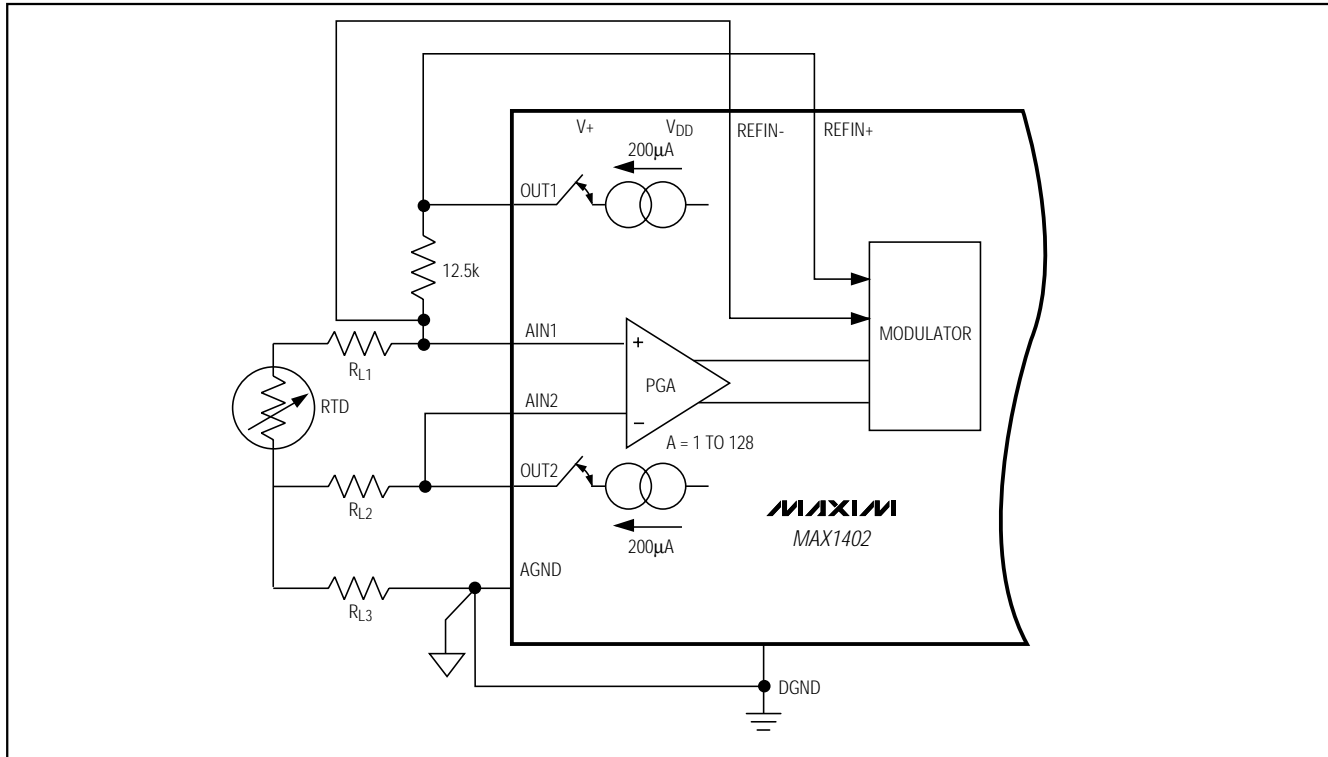 V+ VDD REFIN- REFIN+
200µA
OUT1
12.5k
AIN1
MODULATOR
RL1
PGA
RTD
AIN2
A = 1 TO 128
OUT2
RL2
MAXIM
MAX1402
200µA
AGND
RL3
DGND